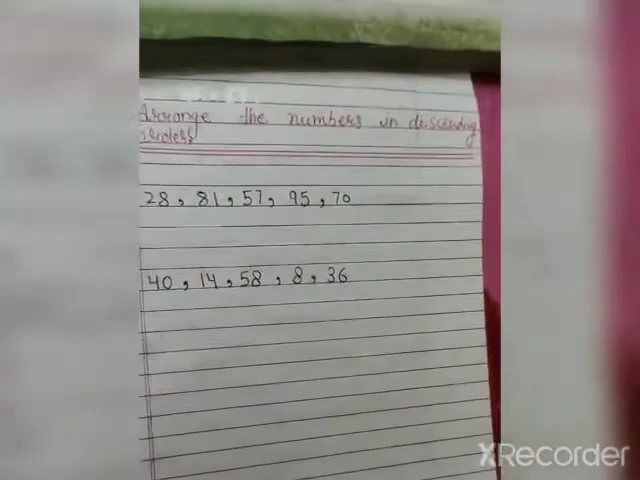 Arrange the numbers in descending
order:
28, 81, 57, 95, 70
40, 14, 58, 8, 36
XRecorder